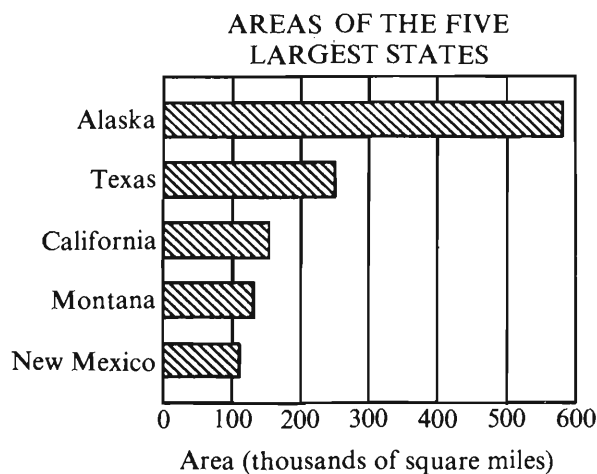 AREAS OF THE FIVE
LARGEST STATES
Alaska
Texas
California
Montana
New Mexico
0 100 200 300 400 500 600
Area (thousands of square miles)